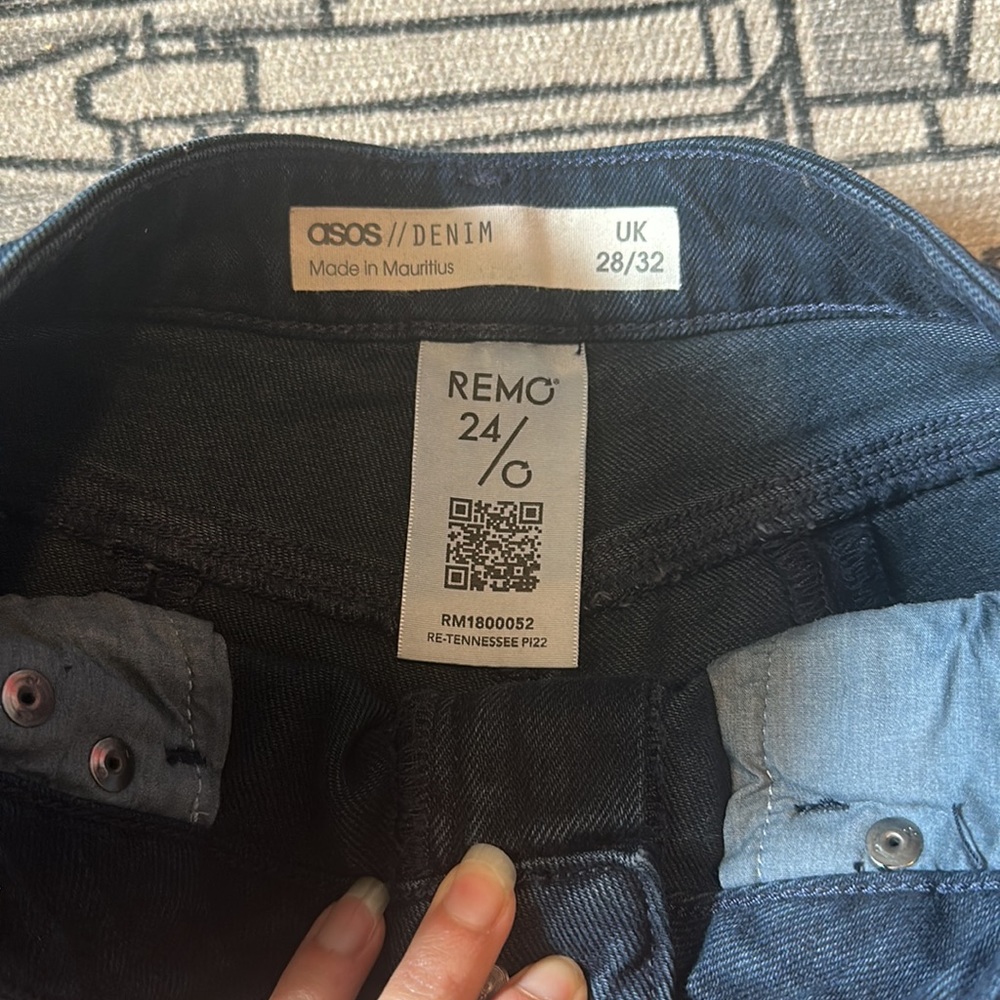 asos // DENIM
Made in Mauritius
UK
28/32
REMO®
24/
RM1800052
RE-TENNESSEE PI22